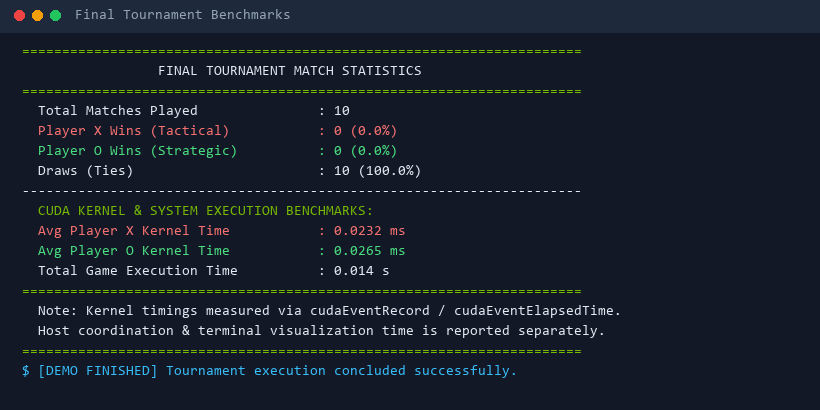 Final Tournament Benchmarks
======================================================================
FINAL TOURNAMENT MATCH STATISTICS
======================================================================
Total Matches Played : 10
Player X Wins (Tactical) : 0 (0.0%)
Player O Wins (Strategic) : 0 (0.0%)
Draws (Ties) : 10 (100.0%)
----------------------------------------------------------------------
CUDA KERNEL & SYSTEM EXECUTION BENCHMARKS:
Avg Player X Kernel Time : 0.0232 ms
Avg Player O Kernel Time : 0.0265 ms
Total Game Execution Time : 0.014 s
======================================================================
Note: Kernel timings measured via cudaEventRecord / cudaEventElapsedTime.
Host coordination & terminal visualization time is reported separately.
======================================================================
$ [DEMO FINISHED] Tournament execution concluded successfully.